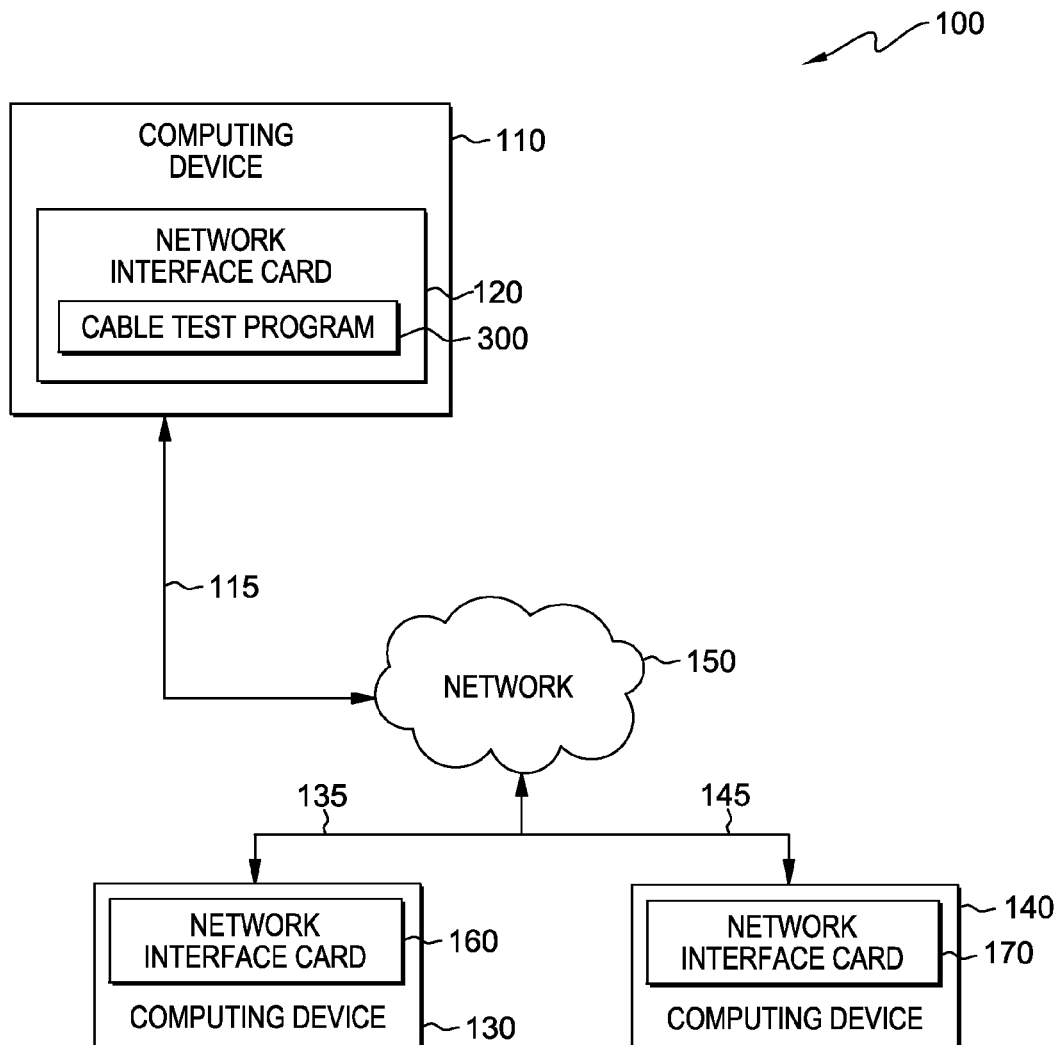 100
COMPUTING
DEVICE
110
NETWORK
INTERFACE CARD
120
CABLE TEST PROGRAM
300
115
150
NETWORK
135
145
NETWORK
INTERFACE CARD
160
COMPUTING DEVICE
130
140
NETWORK
INTERFACE CARD
170
COMPUTING DEVICE